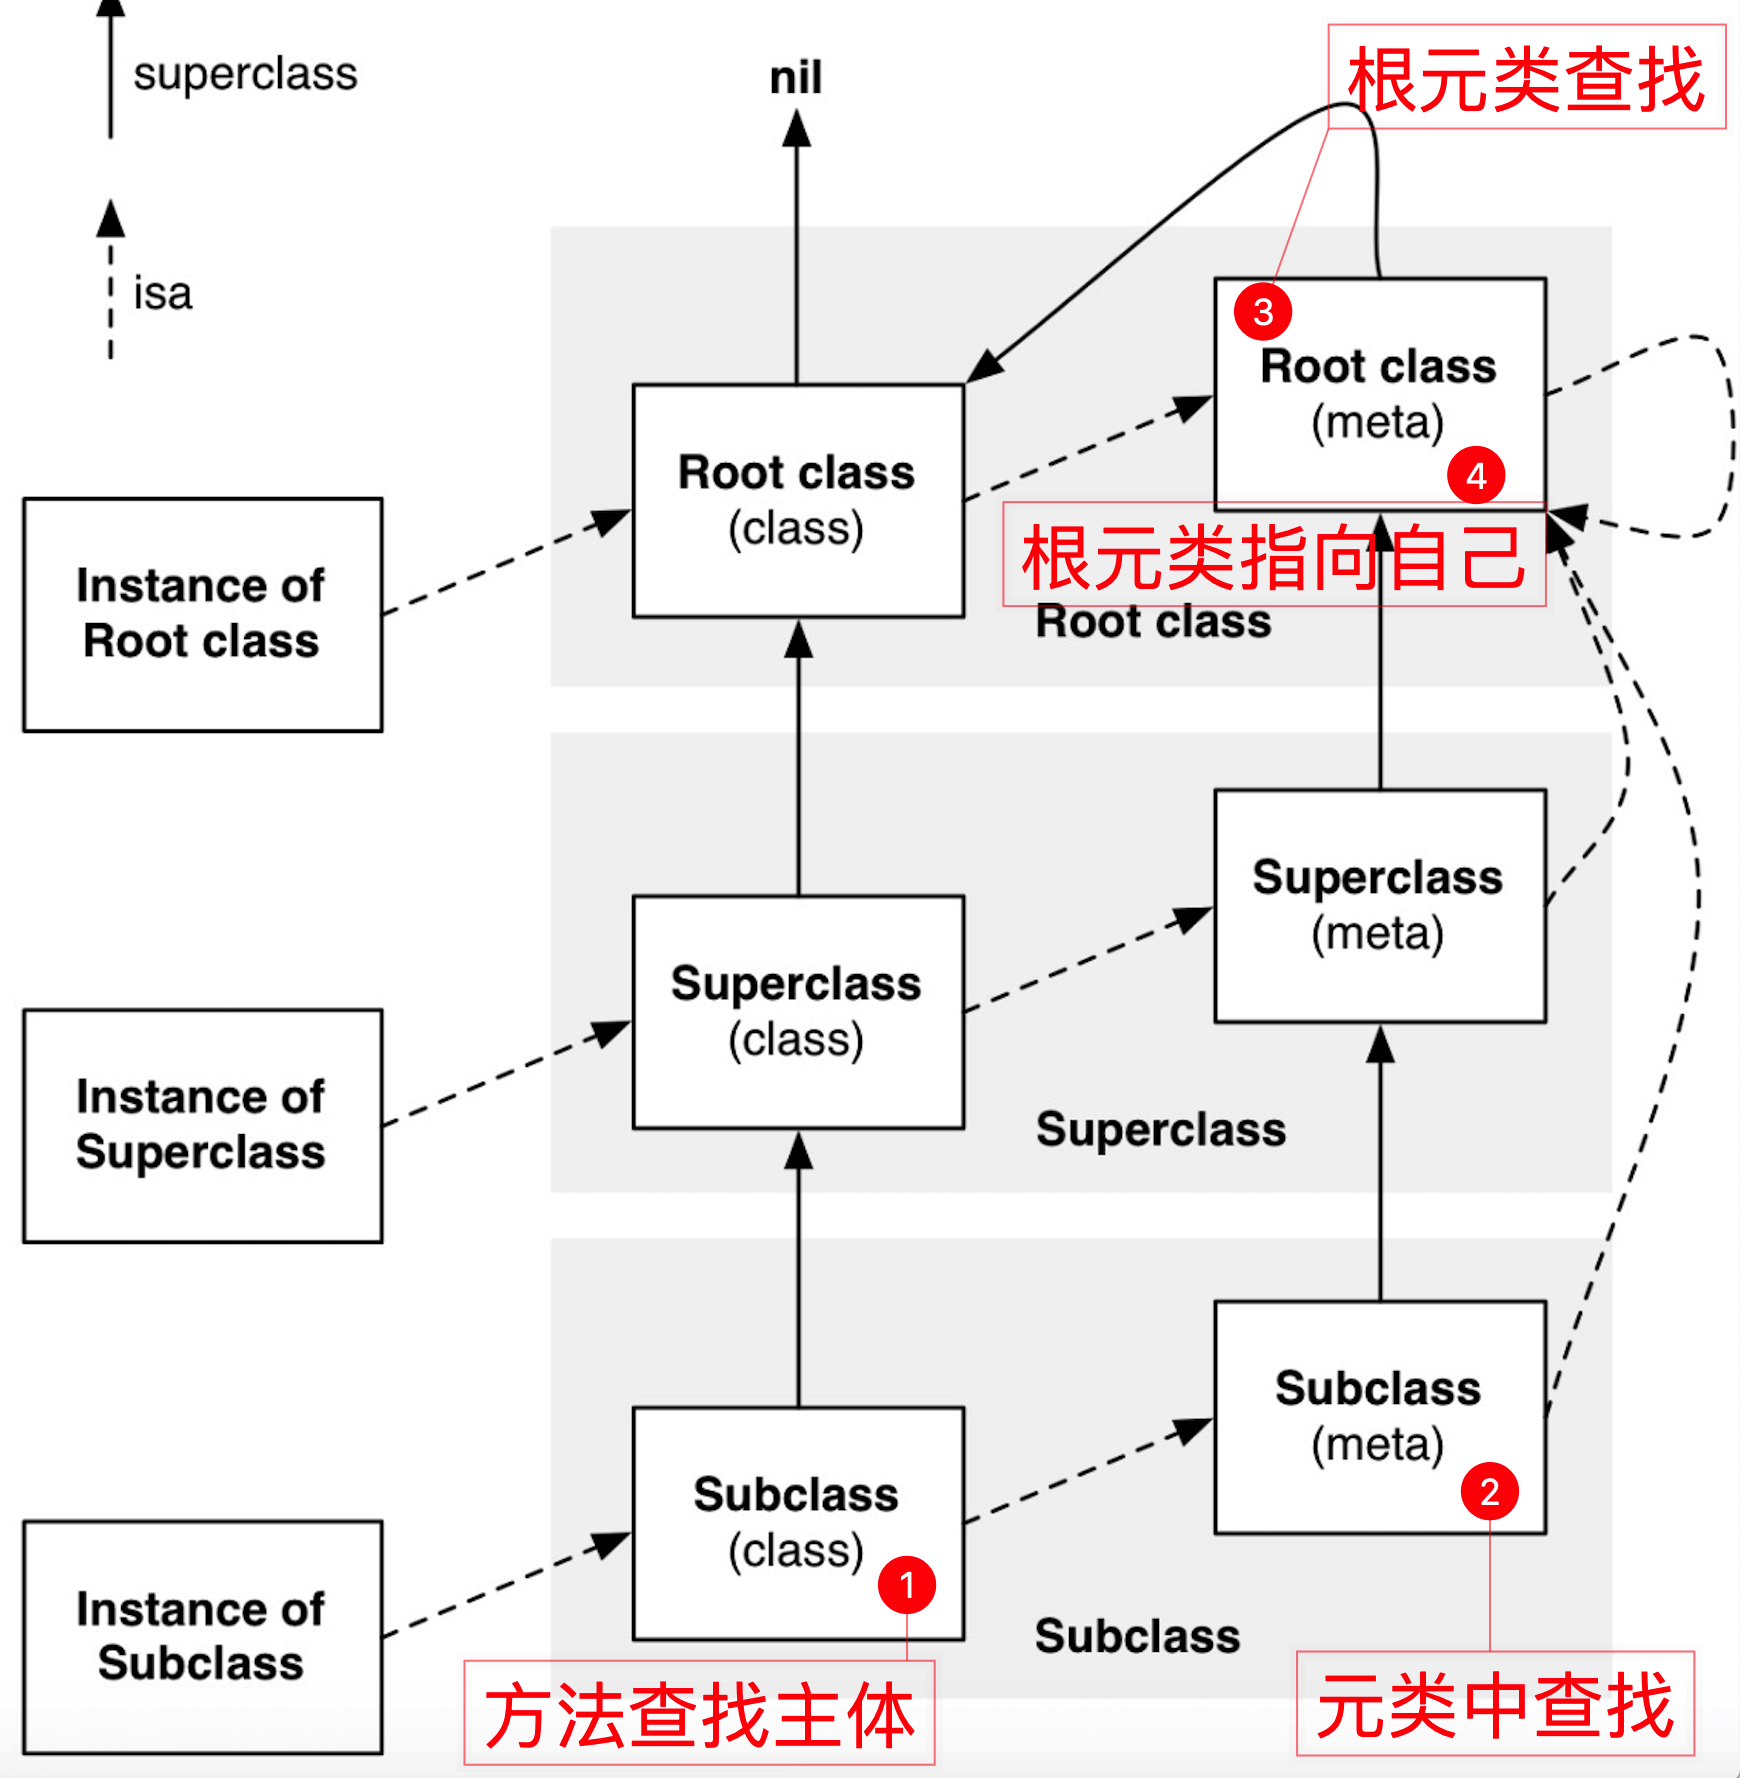 superclass
nil
根元类查找
isa
3
Root class
(meta)
4
Root class
(class)
根元类指向自己
Root class
Instance of
Root class
Superclass
(meta)
Superclass
(class)
Instance of
Superclass
Superclass
Subclass
(meta)
2
Subclass
(class)
1
Instance of
Subclass
Subclass
方法查找主体
元类中查找